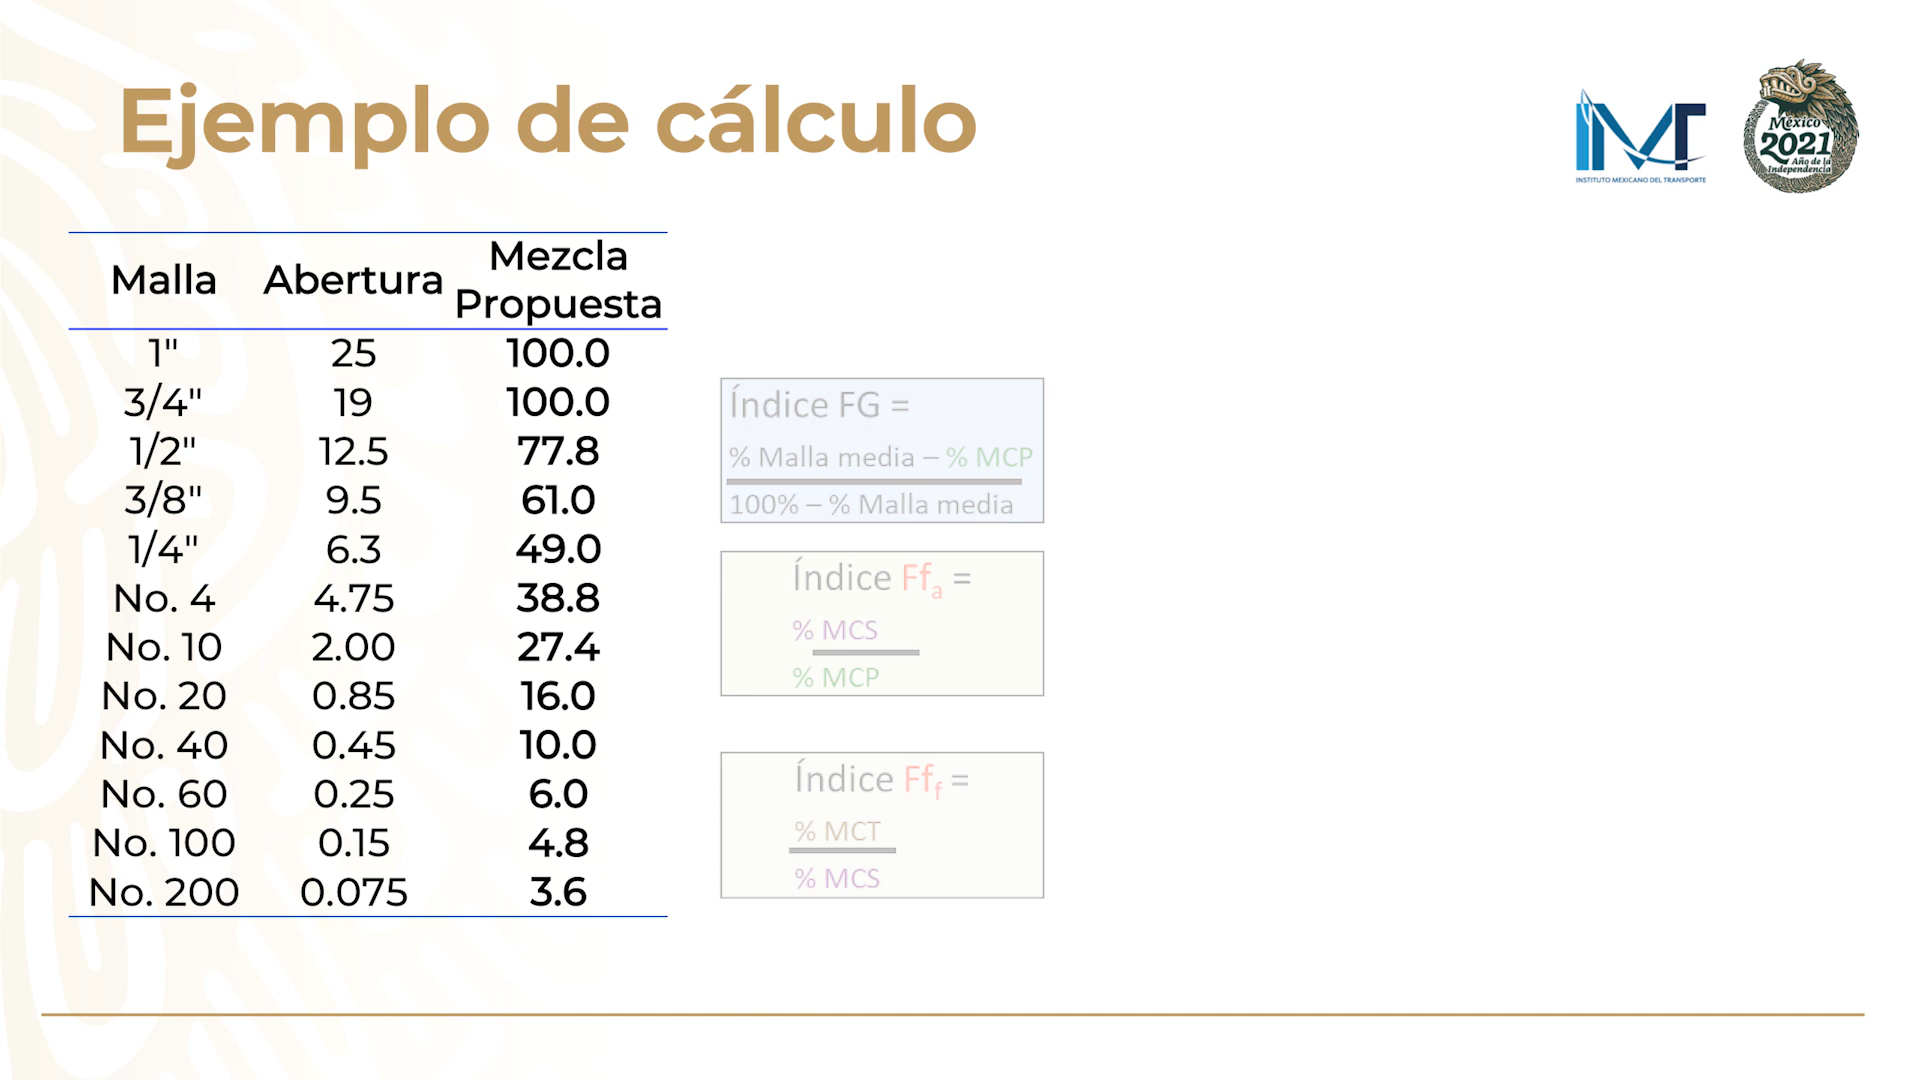 Ejemplo de cálculo
INSTITUTO MEXICANO DEL TRANSPORTE
México
2021
Año de la
Independencia
Malla Abertura Mezcla Propuesta
1" 25 100.0
3/4" 19 100.0
1/2" 12.5 77.8
3/8" 9.5 61.0
1/4" 6.3 49.0
No. 4 4.75 38.8
No. 10 2.00 27.4
No. 20 0.85 16.0
No. 40 0.45 10.0
No. 60 0.25 6.0
No. 100 0.15 4.8
No. 200 0.075 3.6
Índice FG =
% Malla media – % MCP
100% – % Malla media
Índice Ffa =
% MCS
% MCP
Índice Fff =
% MCT
% MCS